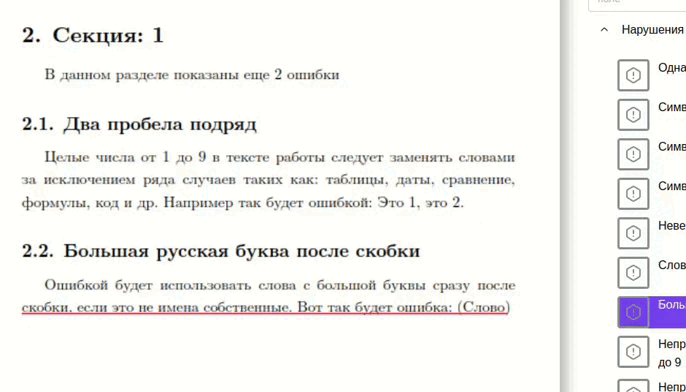 2. Секция: 1
В данном разделе показаны еще 2 ошибки
2.1. Два пробела подряд
Целые числа от 1 до 9 в тексте работы следует заменять словами
за исключением ряда случаев таких как: таблицы, даты, сравнение,
формулы, код и др. Например так будет ошибкой: Это 1, это 2.
2.2. Большая русская буква после скобки
Ошибкой будет использовать слова с большой буквы сразу после
скобки, если это не имена собственные. Вот так будет ошибка: (Слово)
Нарушения
Одна
Симв
Симв
Симв
Неве
Слов
Боль
Непр
до 9
Непр